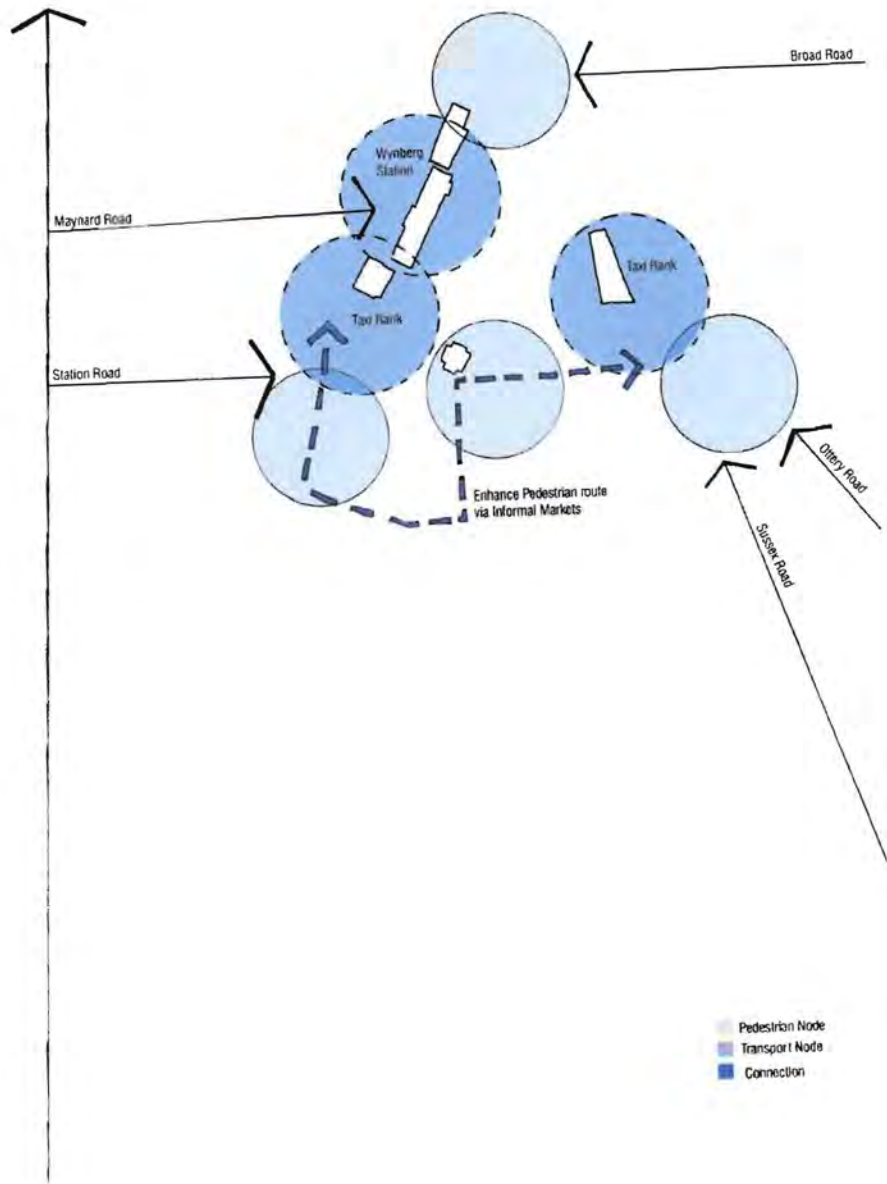 Broad Road
Wynberg
Station
Maynard Road
Taxi Rank
Taxi Rank
Station Road
Enhance Pedestrian route
via Informal Markets
Ottery Road
Sussex Road
Pedestrian Node
Transport Node
Connection